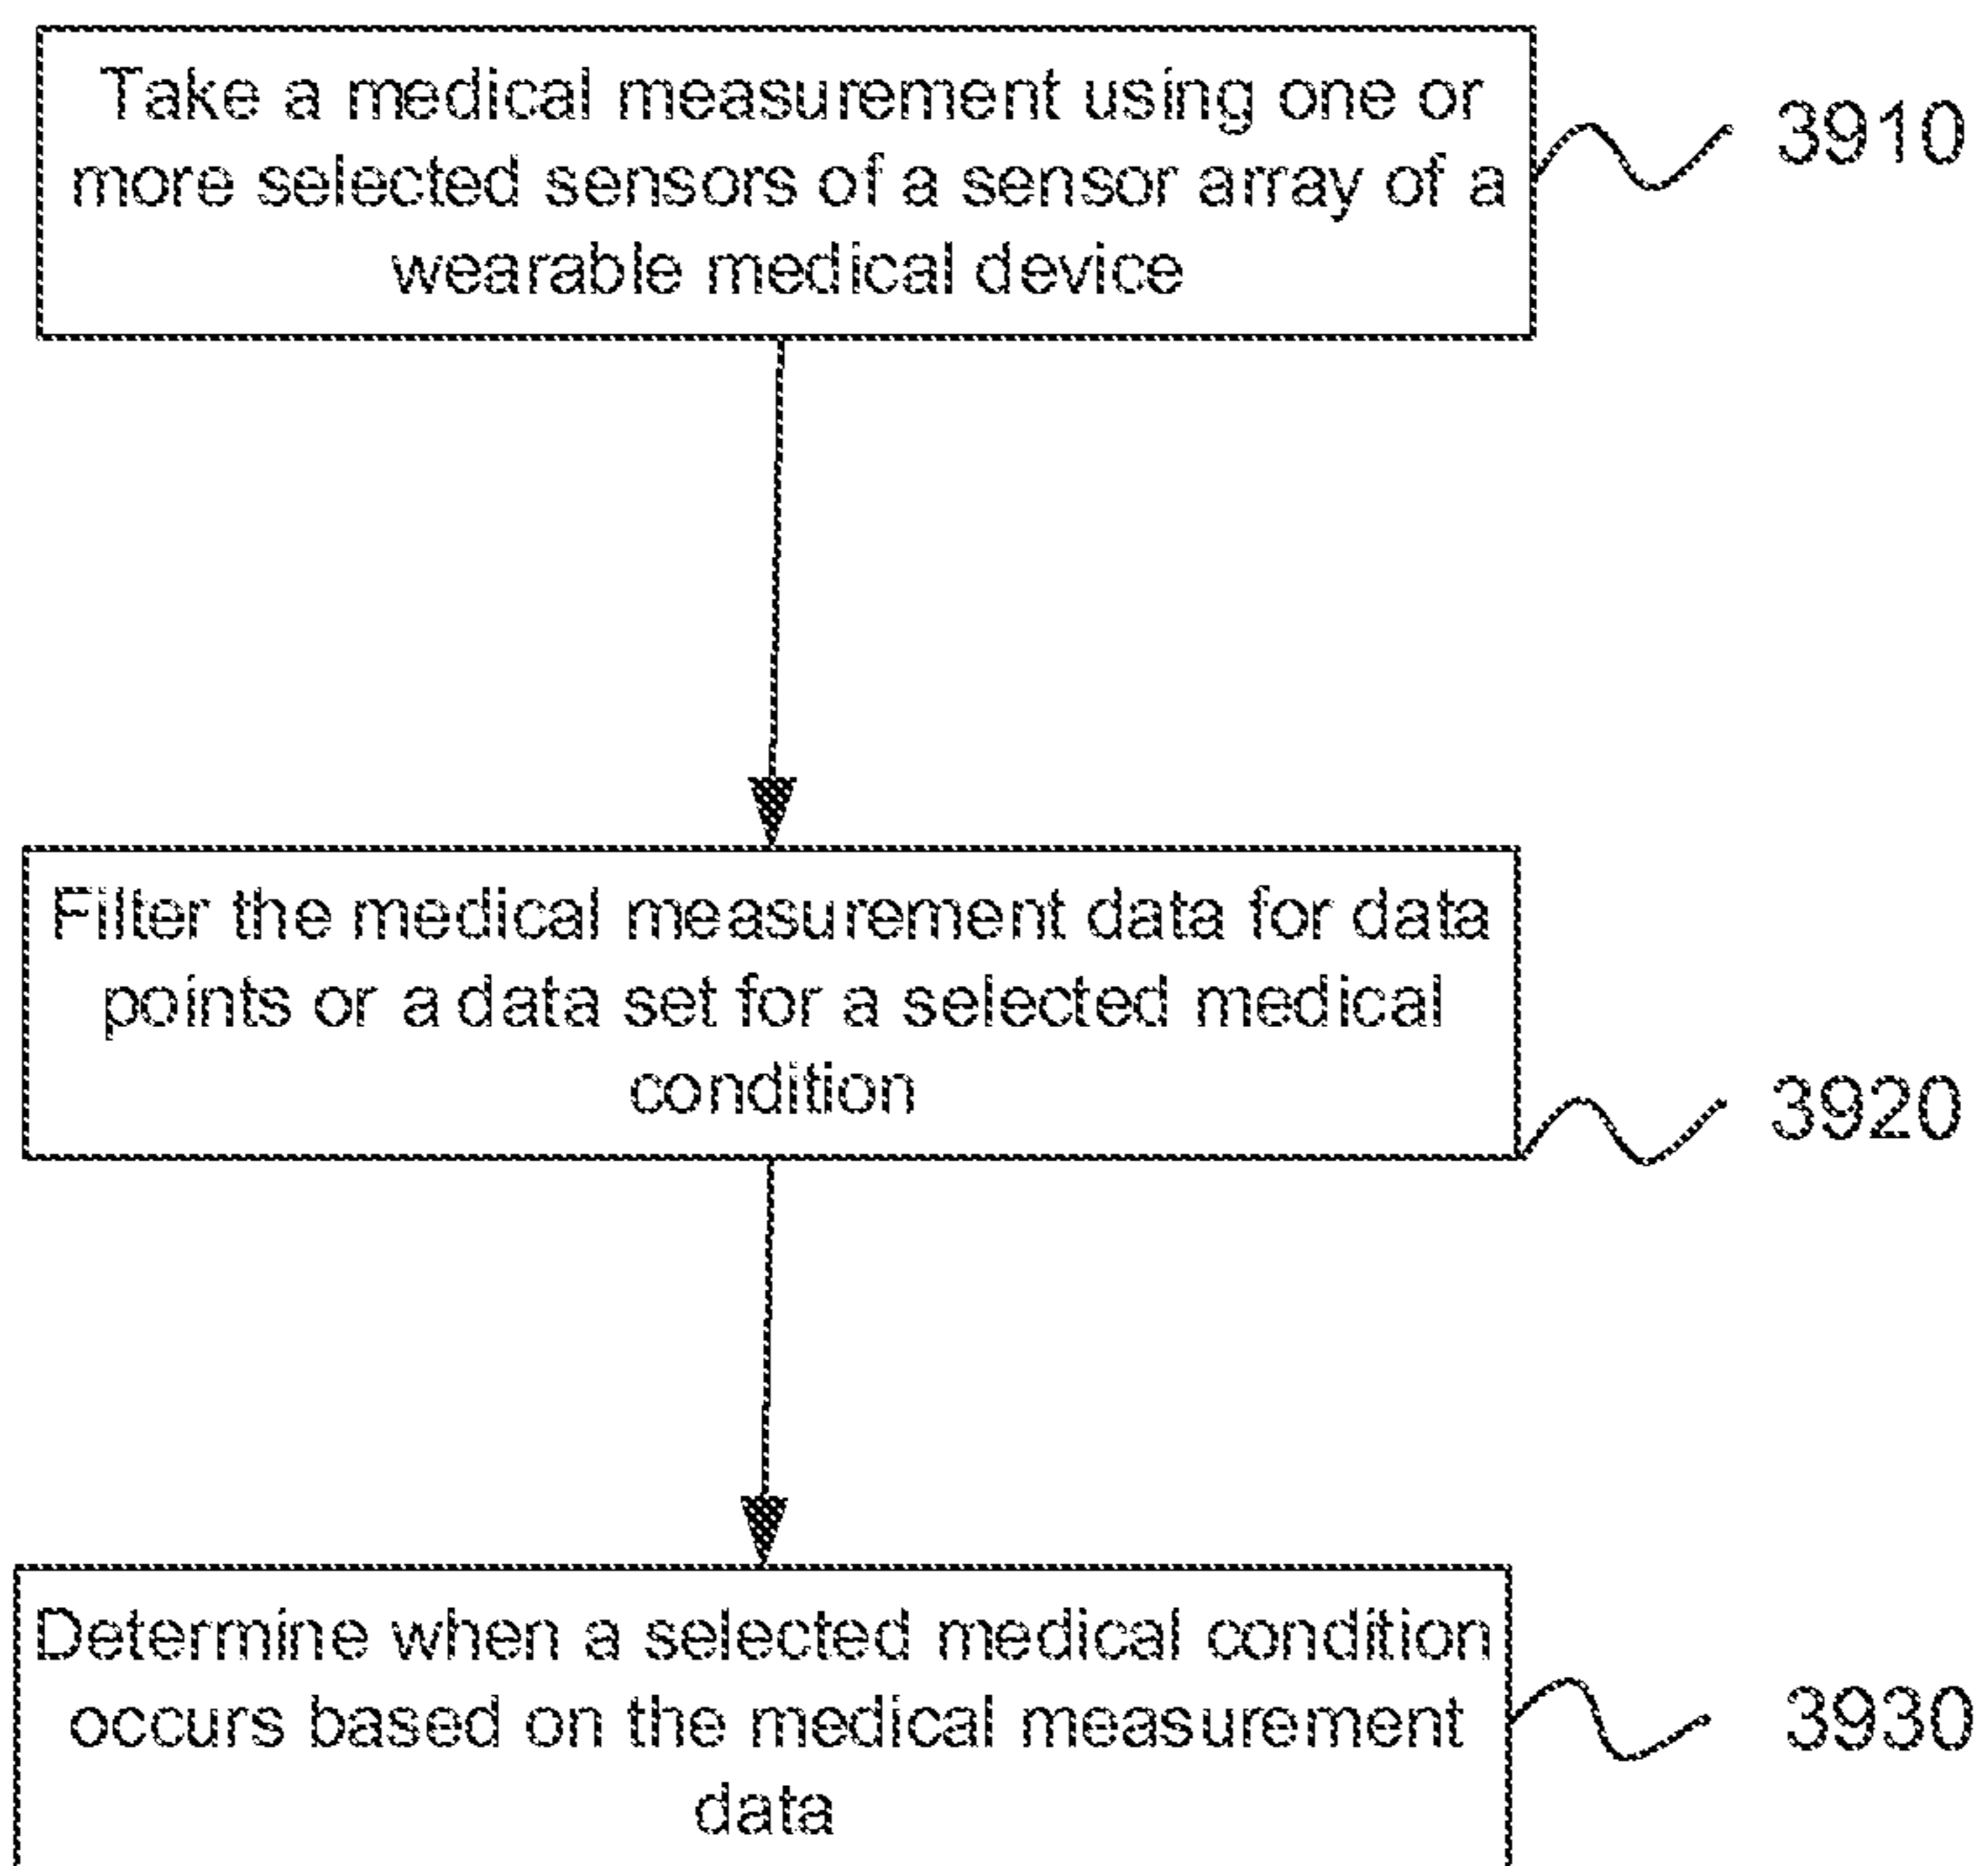 Take a medical measurement using one or
more selected sensors of a sensor array of a
wearable medical device
3910
Filter the medical measurement data for data
points or a data set for a selected medical
condition
3920
Determine when a selected medical condition
occurs based on the medical measurement
data
3930